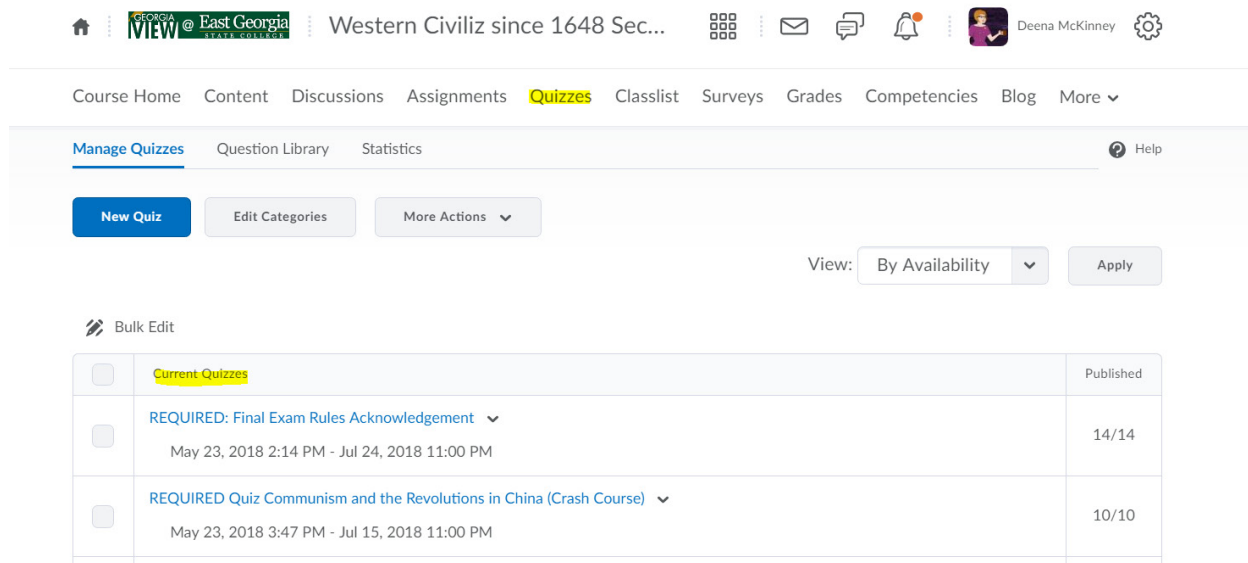 GEORGIA VIEW @ East Georgia STATE COLLEGE Western Civiliz since 1648 Sec... Deena McKinney
Course Home Content Discussions Assignments Quizzes Classlist Surveys Grades Competencies Blog More
Manage Quizzes Question Library Statistics Help
New Quiz Edit Categories More Actions
View: By Availability Apply
Bulk Edit
Current Quizzes Published
REQUIRED: Final Exam Rules Acknowledgement
14/14
May 23, 2018 2:14 PM - Jul 24, 2018 11:00 PM
REQUIRED Quiz Communism and the Revolutions in China (Crash Course)
10/10
May 23, 2018 3:47 PM - Jul 15, 2018 11:00 PM